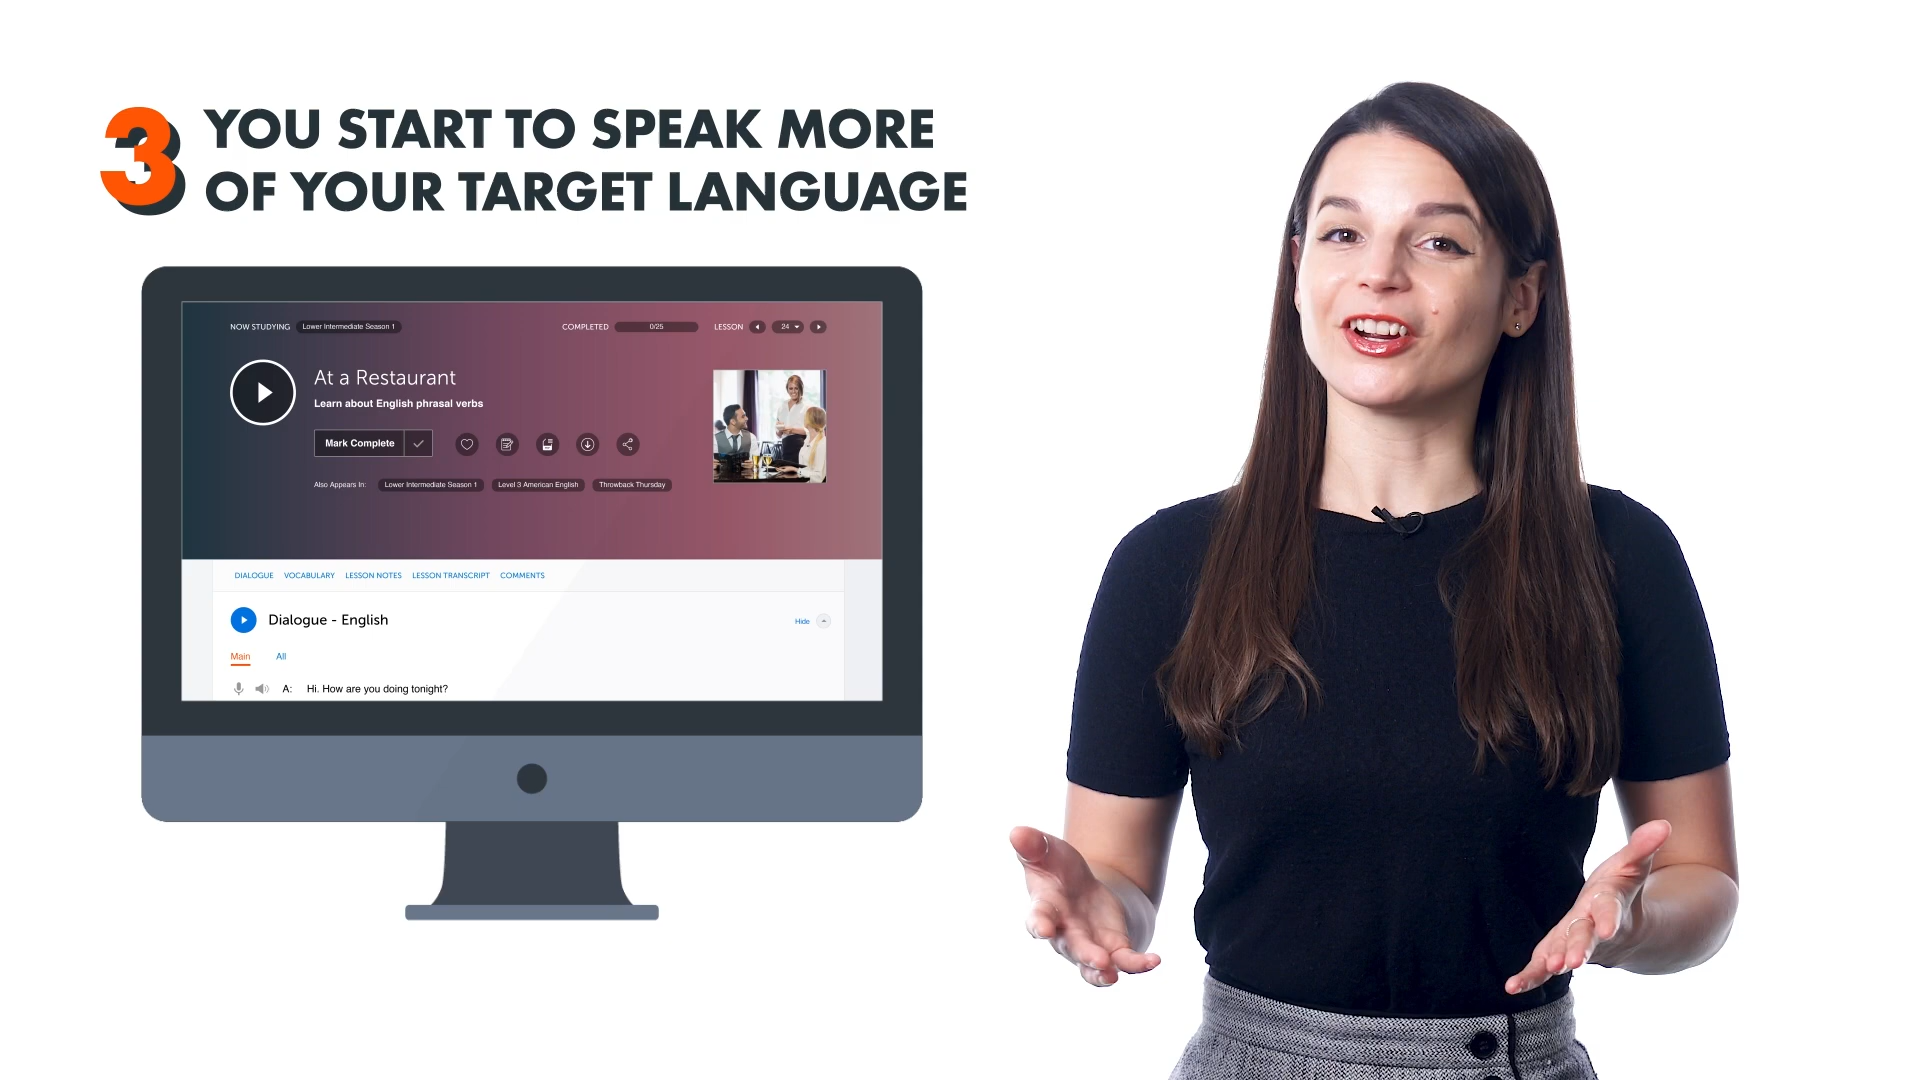 3 YOU START TO SPEAK MORE
OF YOUR TARGET LANGUAGE
NOW STUDYING Lower Intermediate Season 1 COMPLETED 0/25 LESSON 24
At a Restaurant
Learn about English phrasal verbs
Mark Complete
Also Appears In: Lower Intermediate Season 1 Level 3 American English Throwback Thursday
DIALOGUE VOCABULARY LESSON NOTES LESSON TRANSCRIPT COMMENTS
Dialogue - English Hide
Main All
A: Hi. How are you doing tonight?